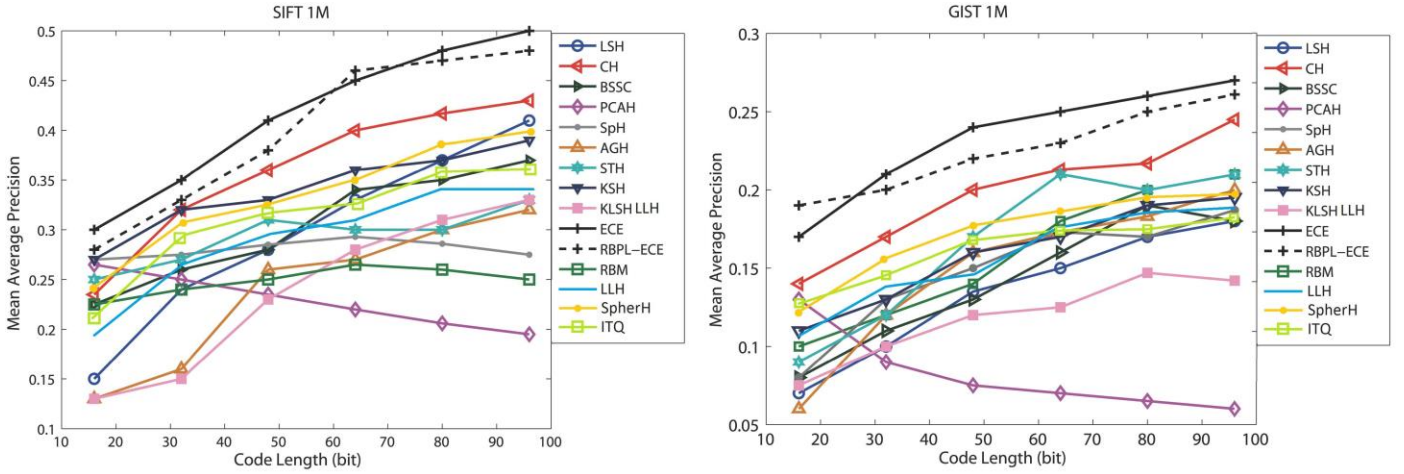 SIFT 1M
Mean Average Precision
0.5
0.45
0.4
0.35
0.3
0.25
0.2
0.15
0.1
10 20 30 40 50 60 70 80 90 100
Code Length (bit)
LSH
CH
BSSC
PCAH
SpH
AGH
STH
KSH
KLSH LLH
ECE
RBPL-ECE
RBM
LLH
SpherH
ITQ
GIST 1M
Mean Average Precision
0.3
0.25
0.2
0.15
0.1
0.05
10 20 30 40 50 60 70 80 90 100
Code Length (bit)
LSH
CH
BSSC
PCAH
SpH
AGH
STH
KSH
KLSH LLH
ECE
RBPL-ECE
RBM
LLH
SpherH
ITQ